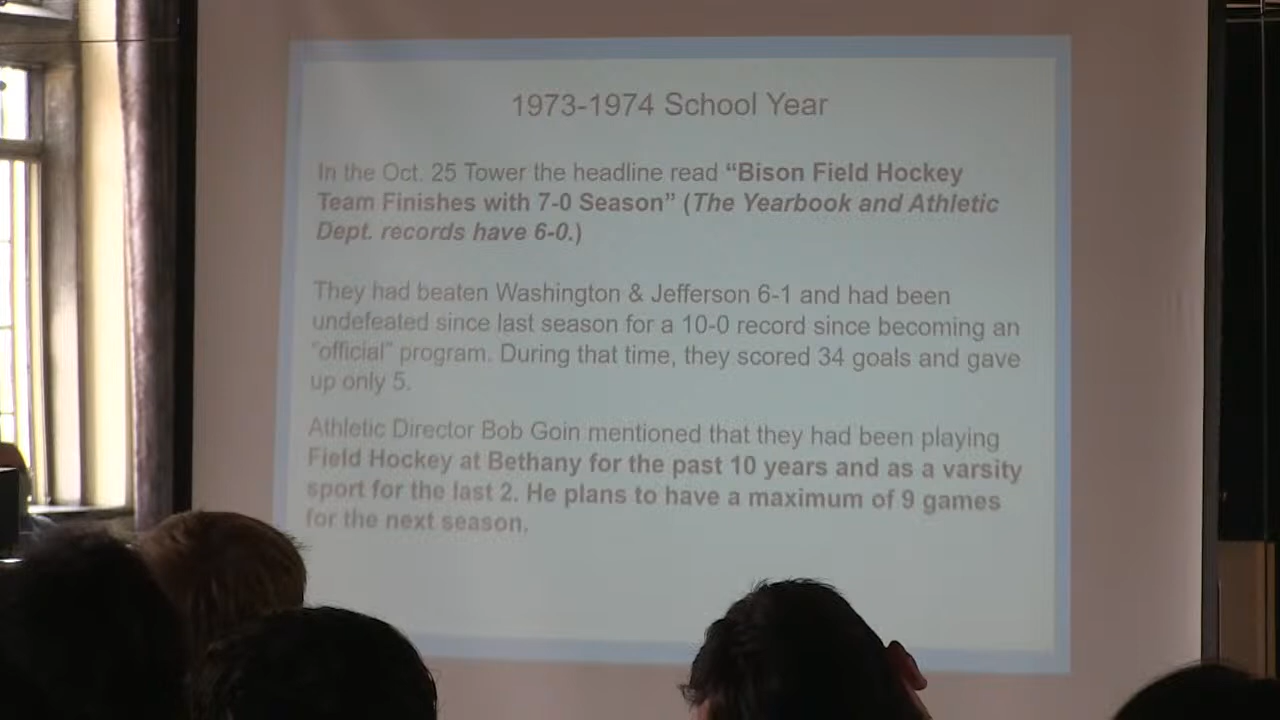 1973-1974 School Year
In the Oct. 25 Tower the headline read “Bison Field Hockey
Team Finishes with 7-0 Season” (The Yearbook and Athletic
Dept. records have 6-0.)
They had beaten Washington & Jefferson 6-1 and had been
undefeated since last season for a 10-0 record since becoming an
“official” program. During that time, they scored 34 goals and gave
up only 5.
Athletic Director Bob Goin mentioned that they had been playing
Field Hockey at Bethany for the past 10 years and as a varsity
sport for the last 2. He plans to have a maximum of 9 games
for the next season.